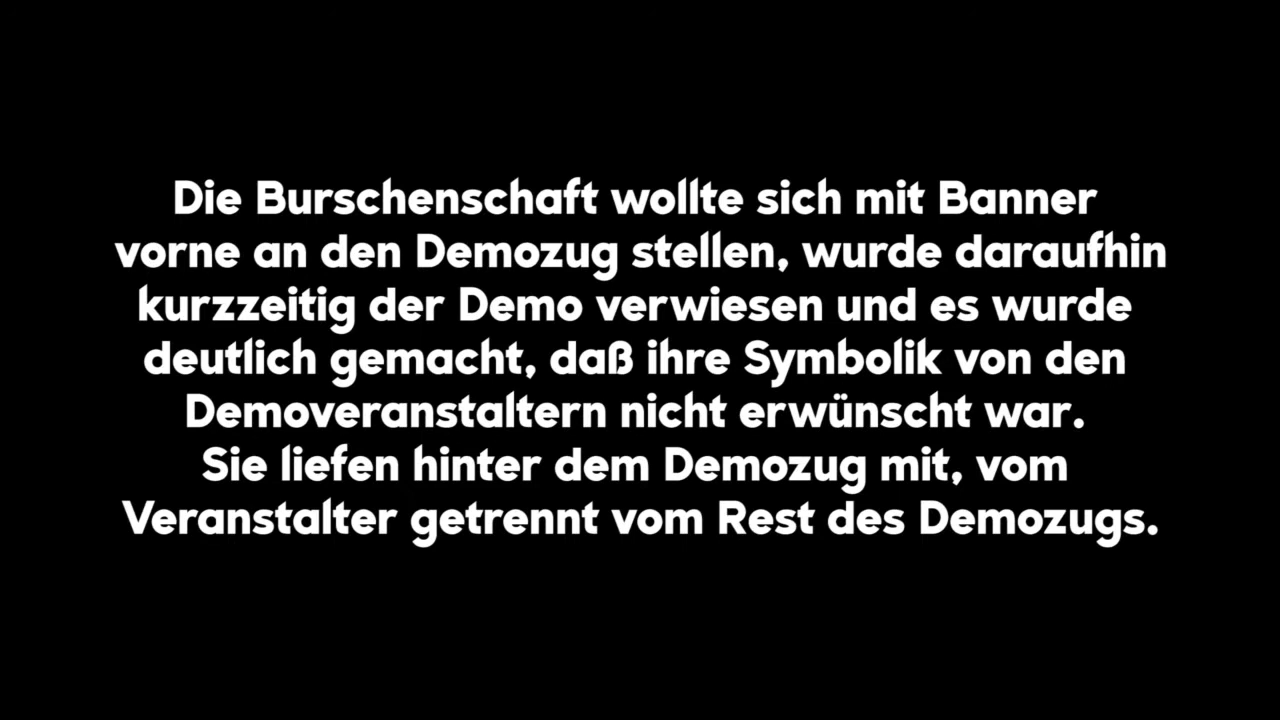 Die Burschenschaft wollte sich mit Banner
vorne an den Demozug stellen, wurde daraufhin
kurzzeitig der Demo verwiesen und es wurde
deutlich gemacht, daß ihre Symbolik von den
Demoveranstaltern nicht erwünscht war.
Sie liefen hinter dem Demozug mit, vom
Veranstalter getrennt vom Rest des Demozugs.